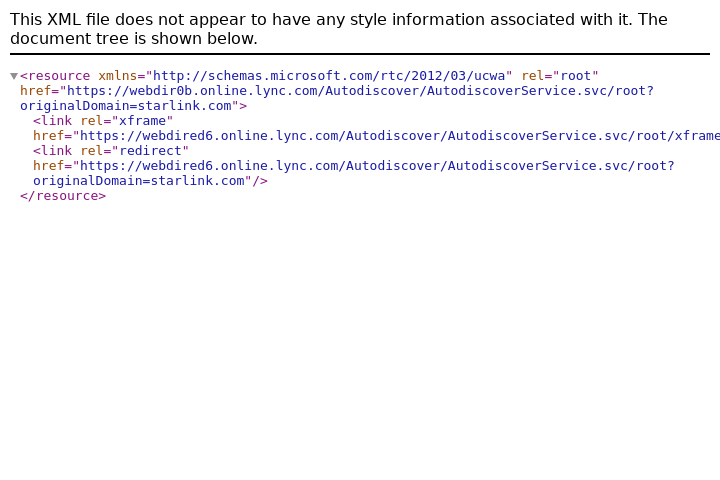 This XML file does not appear to have any style information associated with it. The
document tree is shown below.
<resource xmlns="http://schemas.microsoft.com/rtc/2012/03/ucwa" rel="root"
href="https://webdir0b.online.lync.com/Autodiscover/AutodiscoverService.svc/root?
originalDomain=starlink.com">
<link rel="xframe"
href="https://webdired6.online.lync.com/Autodiscover/AutodiscoverService.svc/root/xframe
<link rel="redirect"
href="https://webdired6.online.lync.com/Autodiscover/AutodiscoverService.svc/root?
originalDomain=starlink.com"/>
</resource>